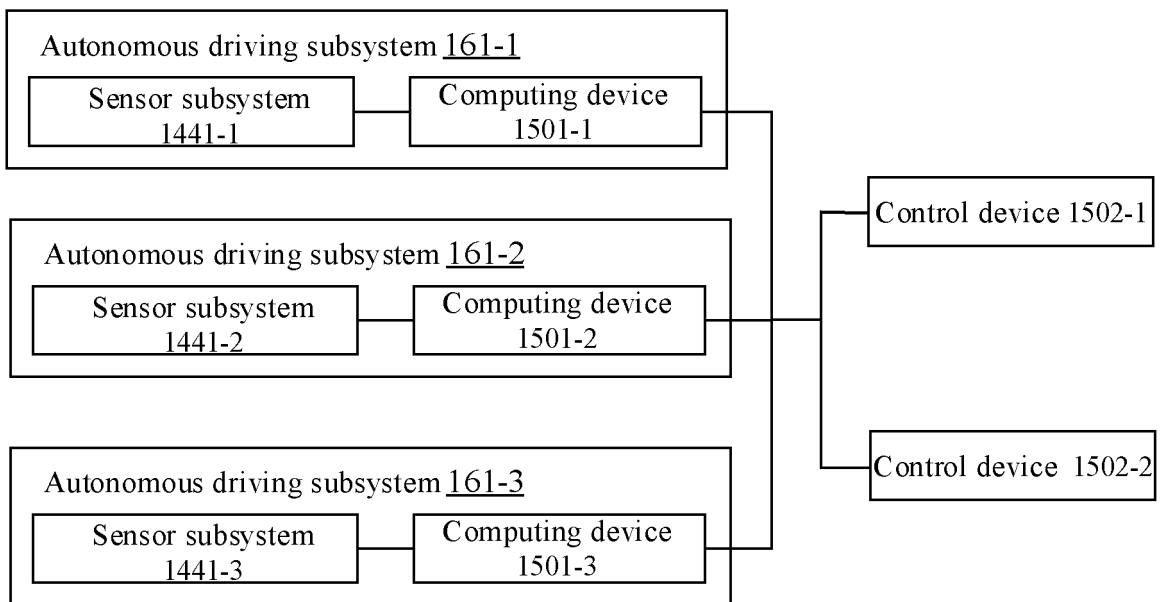 Autonomous driving subsystem 161-1
Sensor subsystem
1441-1
Computing device
1501-1
Autonomous driving subsystem 161-2
Sensor subsystem
1441-2
Computing device
1501-2
Autonomous driving subsystem 161-3
Sensor subsystem
1441-3
Computing device
1501-3
Control device 1502-1
Control device 1502-2